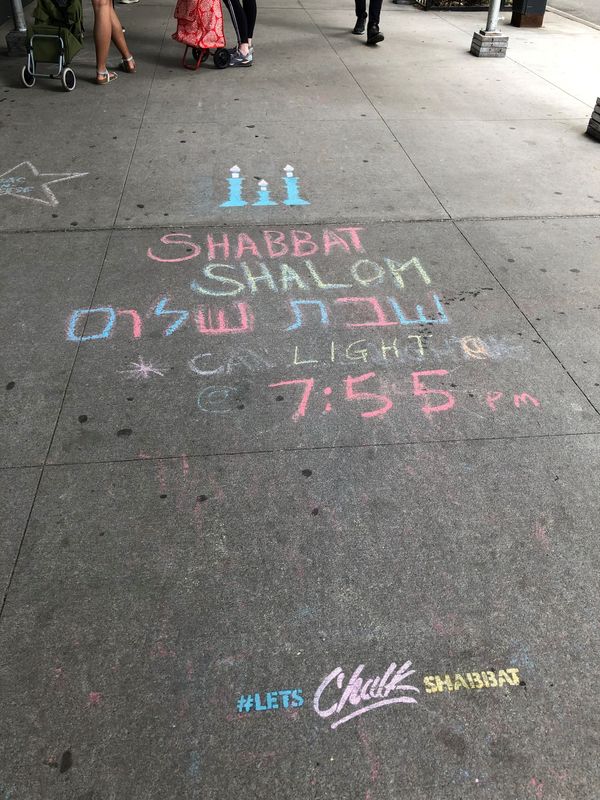 SHABBAT
SHALOM
שבת שלום
LIGHT
@ 7:55 PM
#LETS Chalk SHABBAT